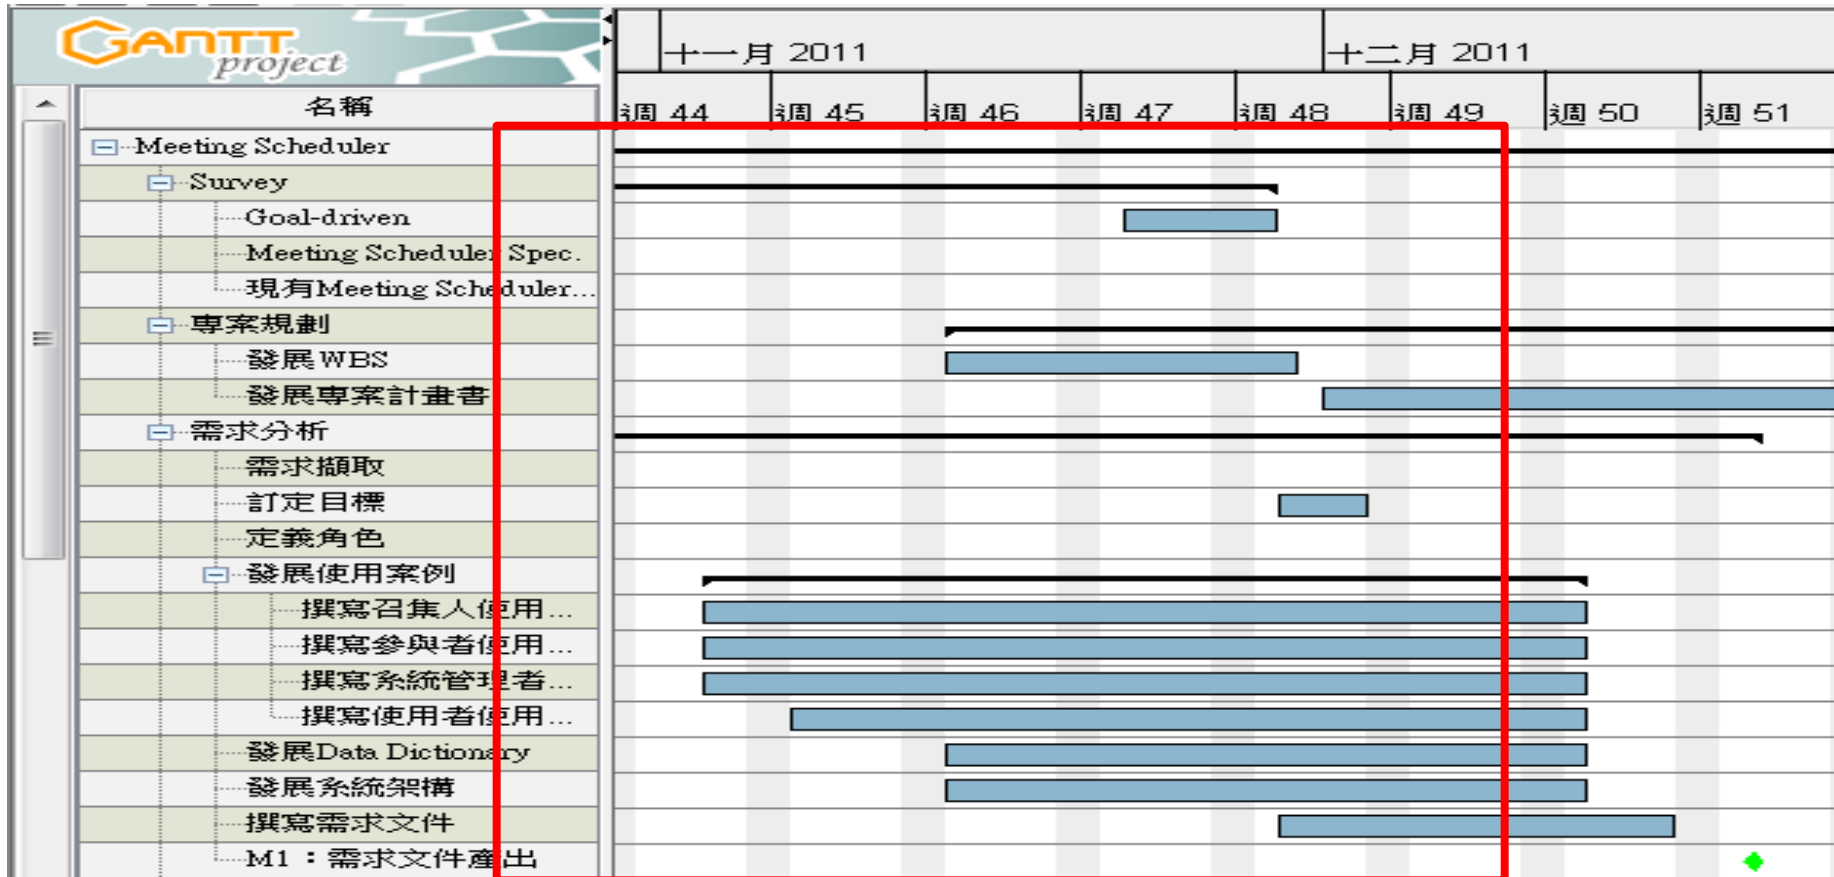 GANTT
project
十一月 2011
十二月 2011
名稱
週 44
週 45
週 46
週 47
週 48
週 49
週 50
週 51
Meeting Scheduler
Survey
Goal-driven
Meeting Scheduler Spec.
現有Meeting Scheduler...
專案規劃
發展WBS
發展專案計畫書
需求分析
需求擷取
訂定目標
定義角色
發展使用案例
撰寫召集人使用...
撰寫參與者使用...
撰寫系統管理者...
撰寫使用者使用...
發展Data Dictionary
發展系統架構
撰寫需求文件
M1：需求文件產出